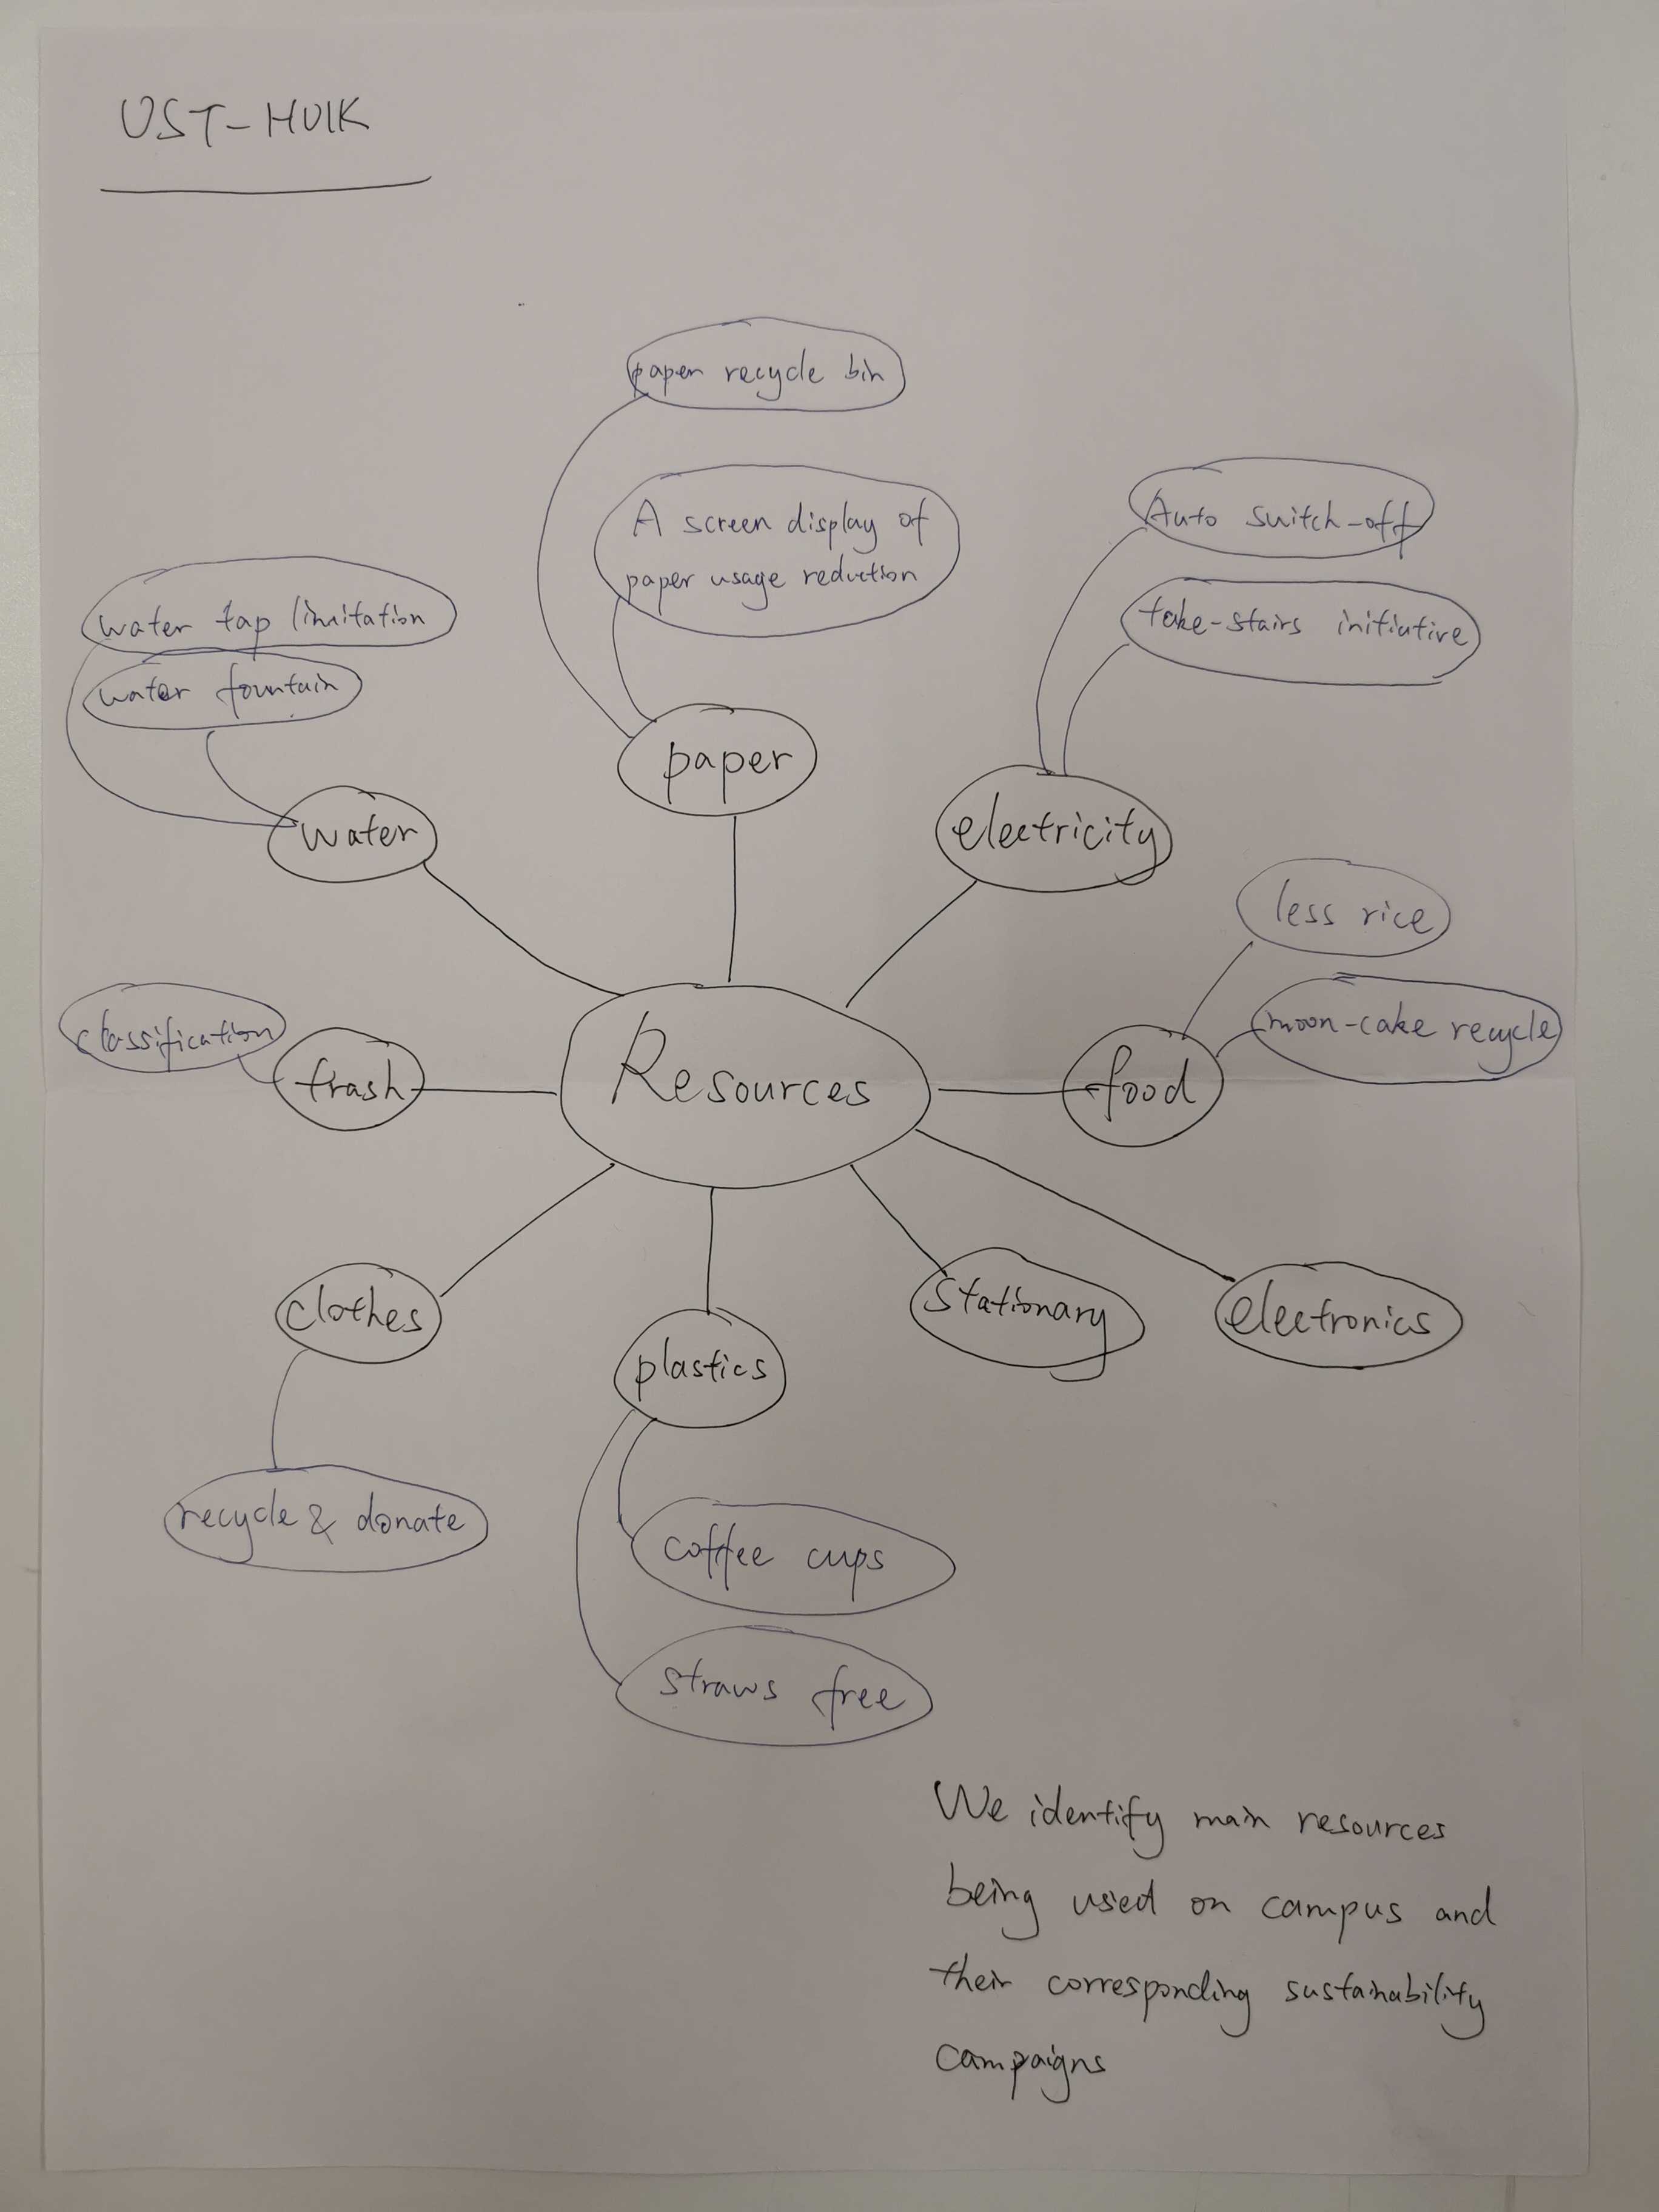 UST-HUIK
paper recycle bin
A screen display of
paper usage reduction
Auto switch-off
take-stairs initiative
water tap limitation
water fountain
paper
water
electricity
less rice
moon-cake recycle
classification
trash
Resources
food
clothes
plastics
Stationary
electronics
recycle & donate
coffee cups
straws free
We identify main resources
being used on campus and
their corresponding sustainability
campaigns